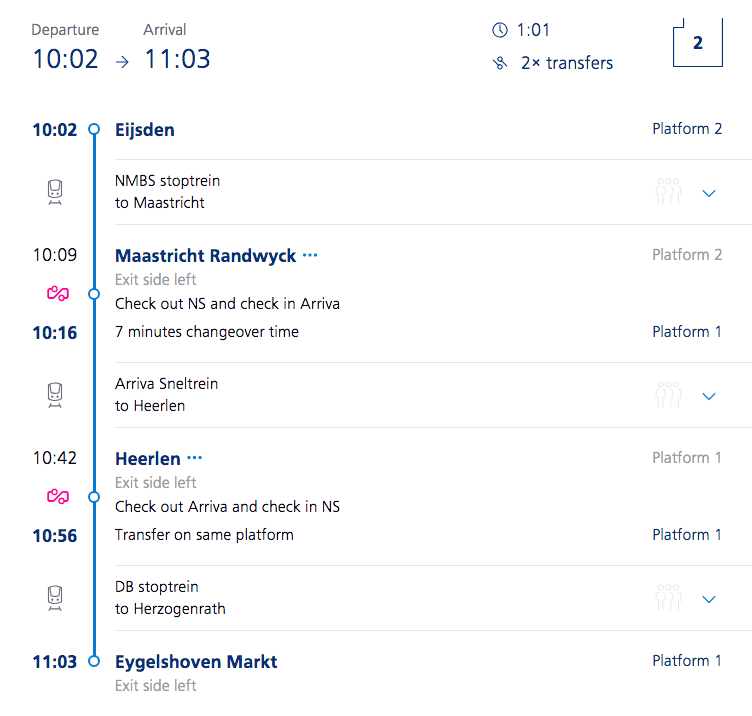 Departure Arrival
10:02 → 11:03
1:01
2× transfers
2
10:02 Eijsden Platform 2
NMBS stoptrein
to Maastricht
10:09 Maastricht Randwyck ··· Platform 2
Exit side left
Check out NS and check in Arriva
10:16 7 minutes changeover time Platform 1
Arriva Sneltrein
to Heerlen
10:42 Heerlen ··· Platform 1
Exit side left
Check out Arriva and check in NS
10:56 Transfer on same platform Platform 1
DB stoptrein
to Herzogenrath
11:03 Eygelshoven Markt Platform 1
Exit side left